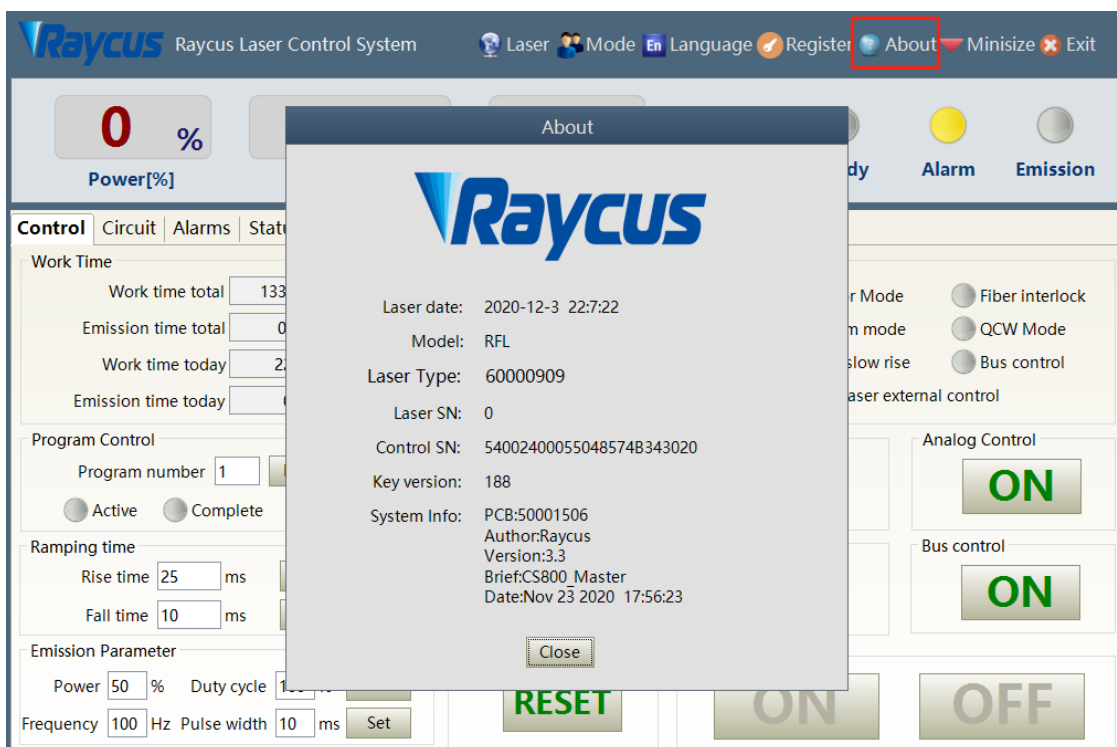 Raycus Raycus Laser Control System Laser Mode En Language Register About Minisize Exit
0 %
Power[%] Alarm Emission
About
Raycus
Control Circuit Alarms
Work Time
Work time total 133
Emission time total 0
Work time today
Emission time today
Laser date: 2020-12-3 22:7:22
Model: RFL
Laser Type: 60000909
Laser SN: 0
Control SN: 54002400055048574B343020
Key version: 188
System Info: PCB:50001506
Author:Raycus
Version:3.3
Brief:CS800_Master
Date:Nov 23 2020 17:56:23
Close
Mode Fiber interlock
mode QCW Mode
slow rise Bus control
external control
Program Control
Program number 1
Active Complete
Analog Control
ON
Ramping time
Rise time 25 ms
Fall time 10 ms
Bus control
ON
Emission Parameter
Power 50 % Duty cycle
Frequency 100 Hz Pulse width 10 ms Set
RESET
ON
OFF